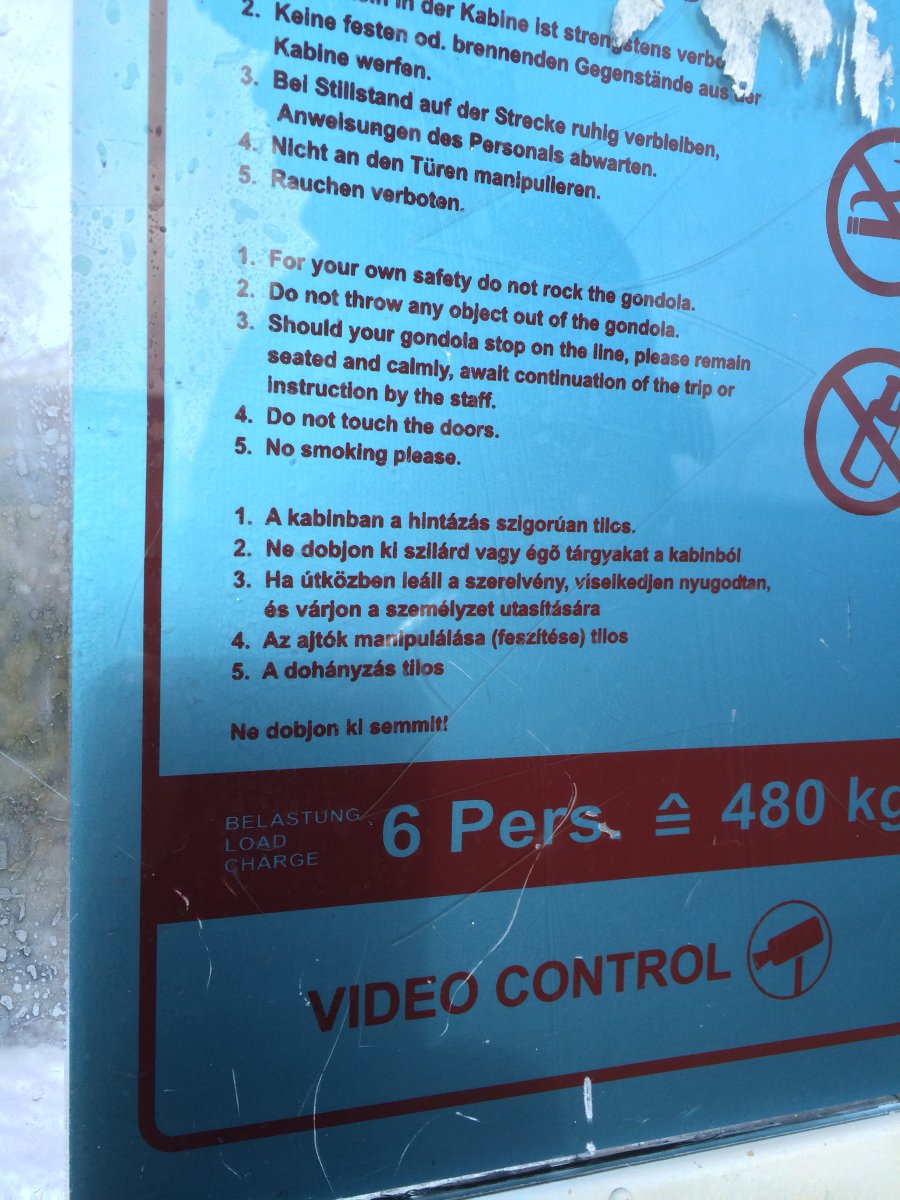 in der Kabine ist strengstens
2. Keine festen od. brennenden Gegenstände aus der
Kabine werfen.
3. Bei Stillstand auf der Strecke ruhig verbleiben,
Anweisungen des Personals abwarten.
4. Nicht an den Türen manipulieren.
5. Rauchen verboten.
1. For your own safety do not rock the gondola.
2. Do not throw any object out of the gondola.
3. Should your gondola stop on the line, please remain
seated and calmly, await continuation of the trip or
instruction by the staff.
4. Do not touch the doors.
5. No smoking please.
1. A kabinban a hintázás szigorúan tilos.
2. Ne dobjon ki szilárd vagy égõ tárgyakat a kabinból
3. Ha útközben leáll a szerelvény, viselkedjen nyugodtan,
és várjon a személyzet utasítására
4. Az ajtók manipulálása (feszítése) tilos
5. A dohányzás tilos
Ne dobjon ki semmit!
BELASTUNG
LOAD
CHARGE
6 Pers. ≙ 480 kg
VIDEO CONTROL